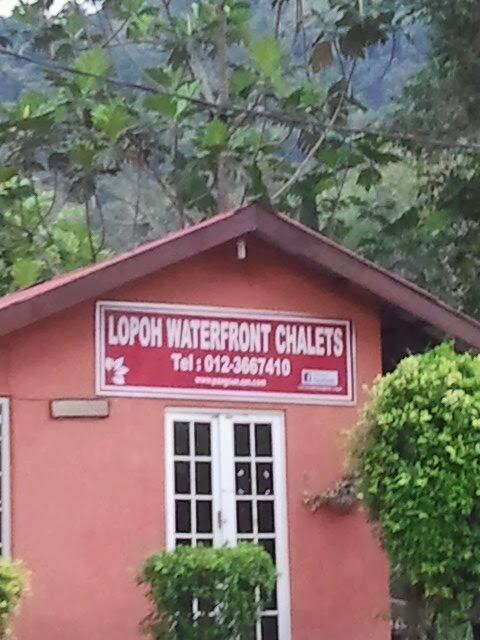 LOPOH WATERFRONT CHALETS
Tel : 012-3667410